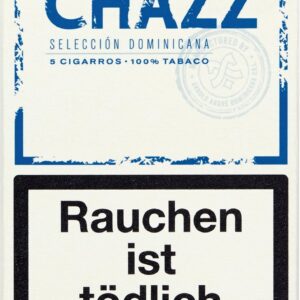 CHAZZ
SELECCIÓN DOMINICANA
5 CIGARROS · 100% TABACO
Rauchen
ist
tödlich